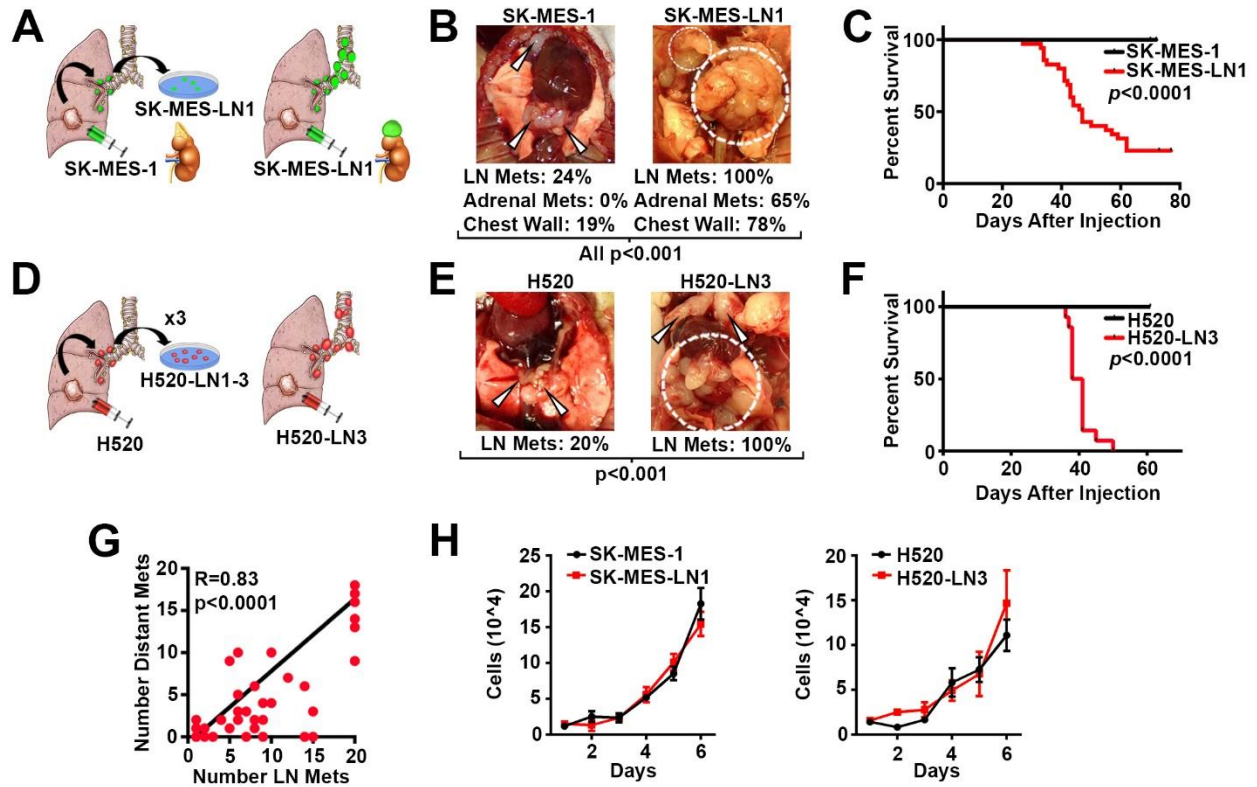 A
SK-MES-LN1
SK-MES-1
SK-MES-LN1
B
SK-MES-1
SK-MES-LN1
LN Mets: 24%
Adrenal Mets: 0%
Chest Wall: 19%
LN Mets: 100%
Adrenal Mets: 65%
Chest Wall: 78%
All p<0.001
C
Percent Survival
100
50
0
SK-MES-1
SK-MES-LN1
p<0.0001
0 20 40 60 80
Days After Injection
D
x3
H520-LN1-3
H520
H520-LN3
E
H520
H520-LN3
LN Mets: 20%
LN Mets: 100%
p<0.001
F
Percent Survival
100
50
0
H520
H520-LN3
p<0.0001
0 20 40 60
Days After Injection
G
Number Distant Mets
20
15
10
5
0
R=0.83
p<0.0001
0 5 10 15 20
Number LN Mets
H
Cells (10^4)
25
20
15
10
5
0
SK-MES-1
SK-MES-LN1
2 4 6
Days
Cells (10^4)
20
15
10
5
0
H520
H520-LN3
2 4 6
Days